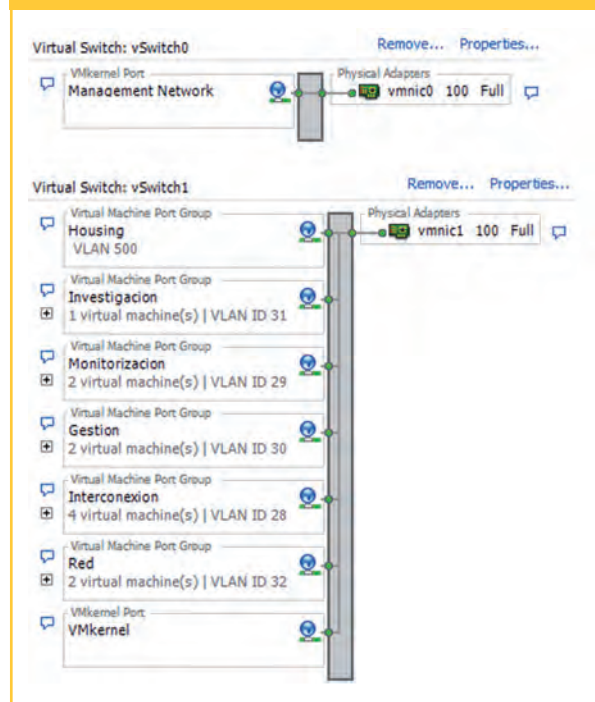 Virtual Switch: vSwitch0 Remove... Properties...
VMkernel Port
Management Network
Physical Adapters
vmnic0 100 Full
Virtual Switch: vSwitch1 Remove... Properties...
Virtual Machine Port Group
Housing
VLAN 500
Physical Adapters
vmnic1 100 Full
Virtual Machine Port Group
Investigacion
1 virtual machine(s) | VLAN ID 31
Virtual Machine Port Group
Monitorizacion
2 virtual machine(s) | VLAN ID 29
Virtual Machine Port Group
Gestion
2 virtual machine(s) | VLAN ID 30
Virtual Machine Port Group
Interconexion
4 virtual machine(s) | VLAN ID 28
Virtual Machine Port Group
Red
2 virtual machine(s) | VLAN ID 32
VMkernel Port
VMkernel